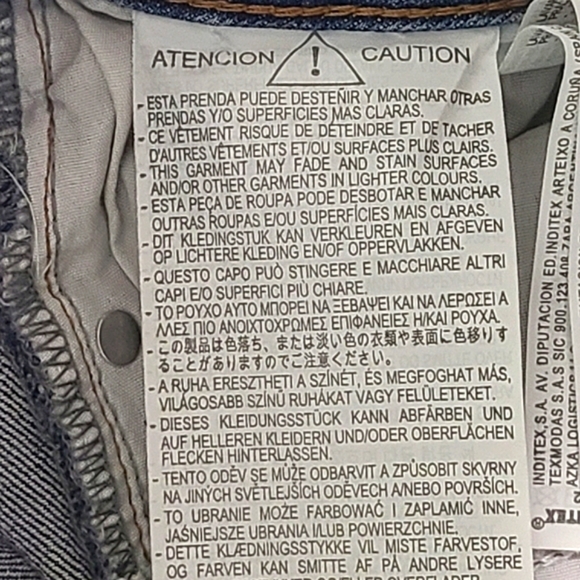 ATENCION ! CAUTION
- ESTA PRENDA PUEDE DESTEÑIR Y MANCHAR OTRAS
PRENDAS Y/O SUPERFICIES MAS CLARAS.
- CE VÊTEMENT RISQUE DE DÉTEINDRE ET DE TACHER
D'AUTRES VÊTEMENTS ET/OU SURFACES PLUS CLAIRS.
- THIS GARMENT MAY FADE AND STAIN SURFACES
AND/OR OTHER GARMENTS IN LIGHTER COLOURS.
- ESTA PEÇA DE ROUPA PODE DESBOTAR E MANCHAR
OUTRAS ROUPAS E/OU SUPERFÍCIES MAIS CLARAS.
- DIT KLEDINGSTUK KAN VERKLEUREN EN AFGEVEN
OP LICHTERE KLEDING EN/OF OPPERVLAKKEN.
- QUESTO CAPO PUÒ STINGERE E MACCHIARE ALTRI
CAPI E/O SUPERFICI PIÙ CHIARE.
- ΤΟ ΡΟΥΧΟ ΑΥΤΟ ΜΠΟΡΕΙ ΝΑ ΞΕΒΑΨΕΙ ΚΑΙ ΝΑ ΛΕΡΩΣΕΙ Α
ΛΛΕΣ ΠΙΟ ΑΝΟΙΧΤΟΧΡΩΜΕΣ ΕΠΙΦΑΝΕΙΕΣ Η/ΚΑΙ ΡΟΥΧΑ.
- この製品は色落ち、または淡い色の衣類や表面に色移りす
ることがありますのでご注意ください。
- A RUHA ERESZTHETI A SZÍNÉT, ÉS MEGFOGHAT MÁS,
VILÁGOSABB SZÍNŰ RUHÁKAT VAGY FELÜLETEKET.
- DIESES KLEIDUNGSSTÜCK KANN ABFÄRBEN UND
AUF HELLEREN KLEIDERN UND/ODER OBERFLÄCHEN
FLECKEN HINTERLASSEN.
- TENTO ODĚV SE MŮŽE ODBARVIT A ZPŮSOBIT SKVRNY
NA JINÝCH SVĚTLEJŠÍCH ODĚVECH A/NEBO POVRŠÍCH.
- TO UBRANIE MOŻE FARBOWAĆ I ZAPLAMIĆ INNE,
JAŚNIEJSZE UBRANIA I/LUB POWIERZCHNIE.
- DETTE KLÆDNINGSSTYKKE VIL MISTE FARVESTOF,
OG FARVEN KAN SMITTE AF PÅ ANDRE LYSERE
INDITEX, S.A. AV. DIPUTACION ED. INDITEX ARTEIXO A CORUÑA
TEXMODAS S.A.S SIC 900.123.408 ZARA ARGENTINA